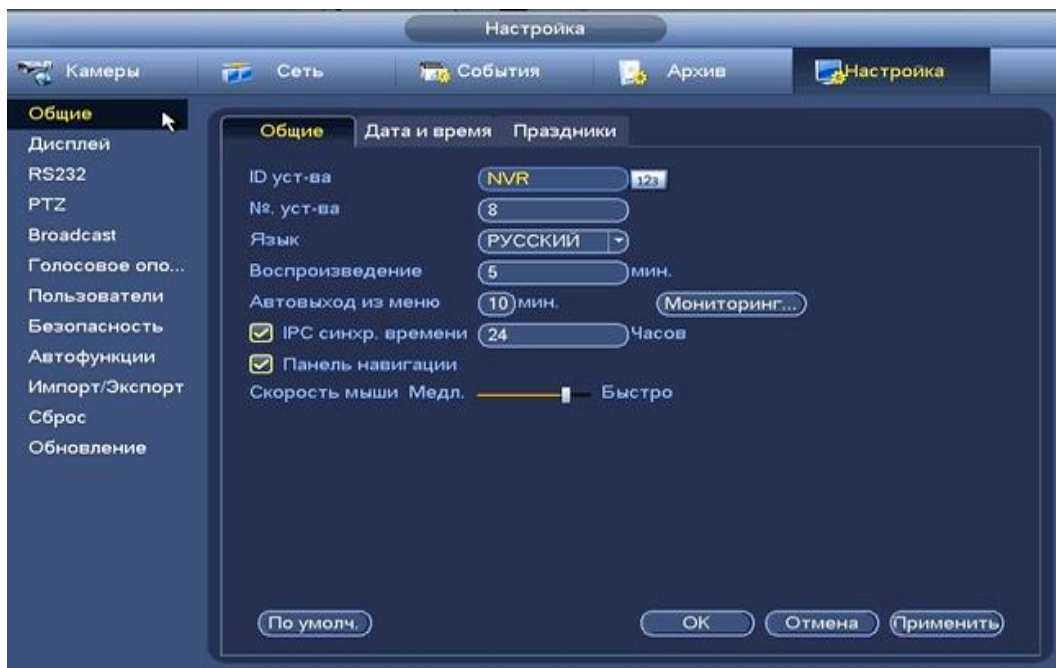 Настройка
Камеры Сеть События Архив Настройка
Общие
Дисплей
RS232
PTZ
Broadcast
Голосовое опо...
Пользователи
Безопасность
Автофункции
Импорт/Экспорт
Сброс
Обновление
Общие Дата и время Праздники
ID уст-ва NVR 123
№. уст-ва 8
Язык РУССКИЙ
Воспроизведение 5 мин.
Автовыход из меню 10 мин. Мониторинг...
IPC синхр. времени 24 Часов
Панель навигации
Скорость мыши Медл. Быстро
По умолч. OK Отмена Применить